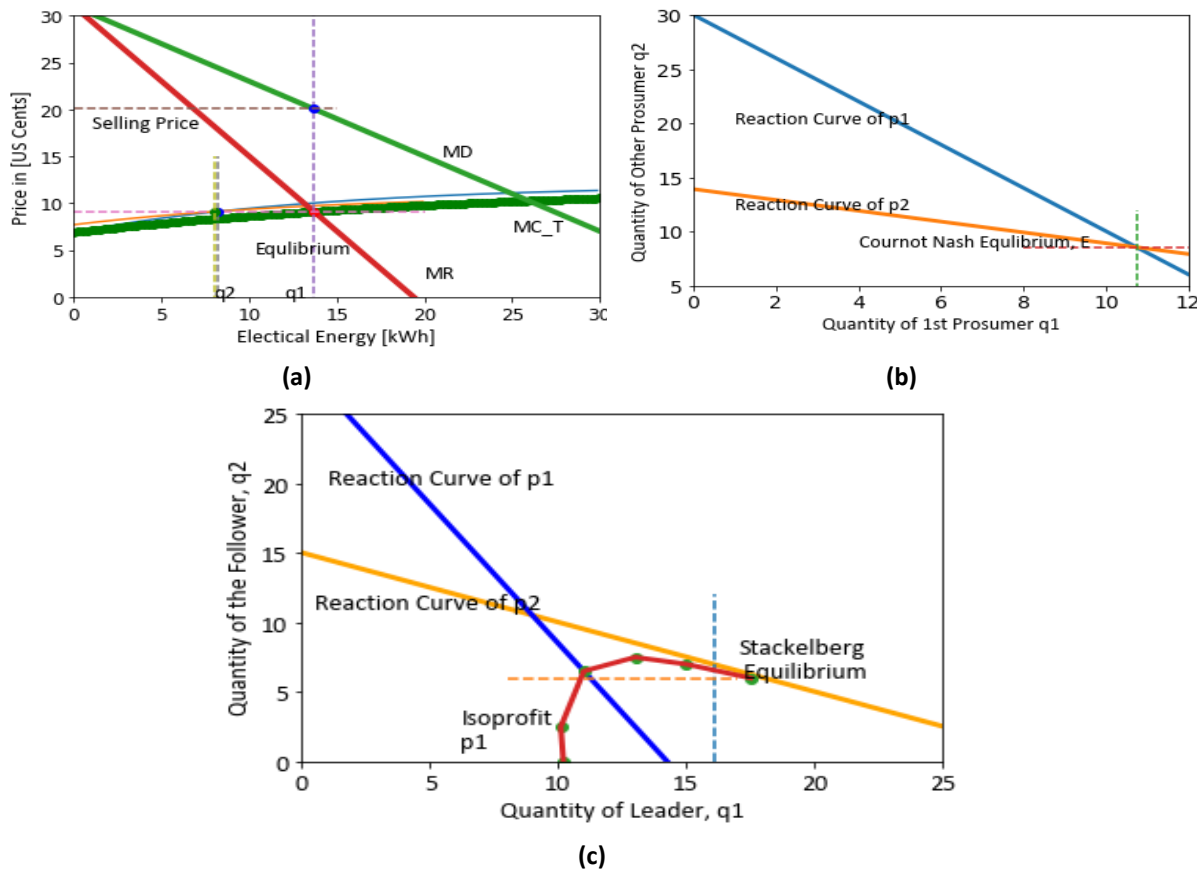 30
25
20
15
10
5
0
Price in [US Cents]
Selling Price
MD
MC_T
Equlibrium
MR
q2
q1
0 5 10 15 20 25 30
Electical Energy [kWh]
(a)
30
25
20
15
10
5
Quantity of Other Prosumer q2
Reaction Curve of p1
Reaction Curve of p2
Cournot Nash Equlibrium, E
0 2 4 6 8 10 12
Quantity of 1st Prosumer q1
(b)
25
20
15
10
5
0
Quantity of the Follower, q2
Reaction Curve of p1
Reaction Curve of p2
Stackelberg
Equilibrium
Isoprofit
p1
0 5 10 15 20 25
Quantity of Leader, q1
(c)